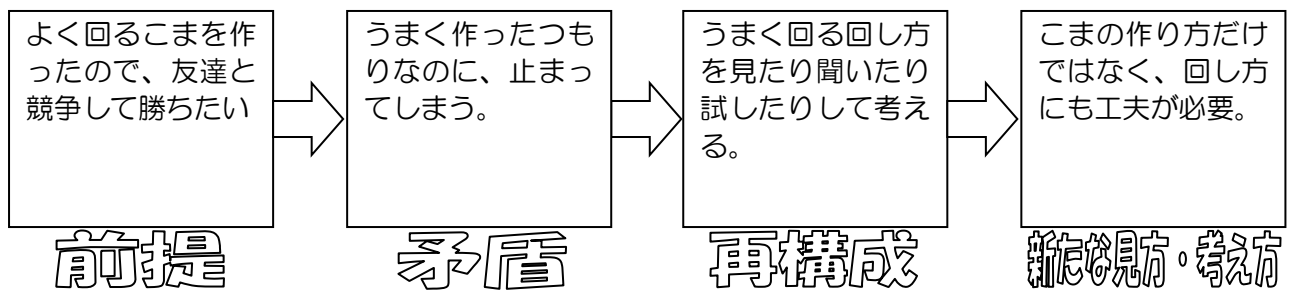 よく回るこまを作
ったので、友達と
競争して勝ちたい
前提
うまく作ったつも
りなのに、止まっ
てしまう。
矛盾
うまく回る回し方
を見たり聞いたり
試したりして考え
る。
再構成
こまの作り方だけ
ではなく、回し方
にも工夫が必要。
新たな見方・考え方